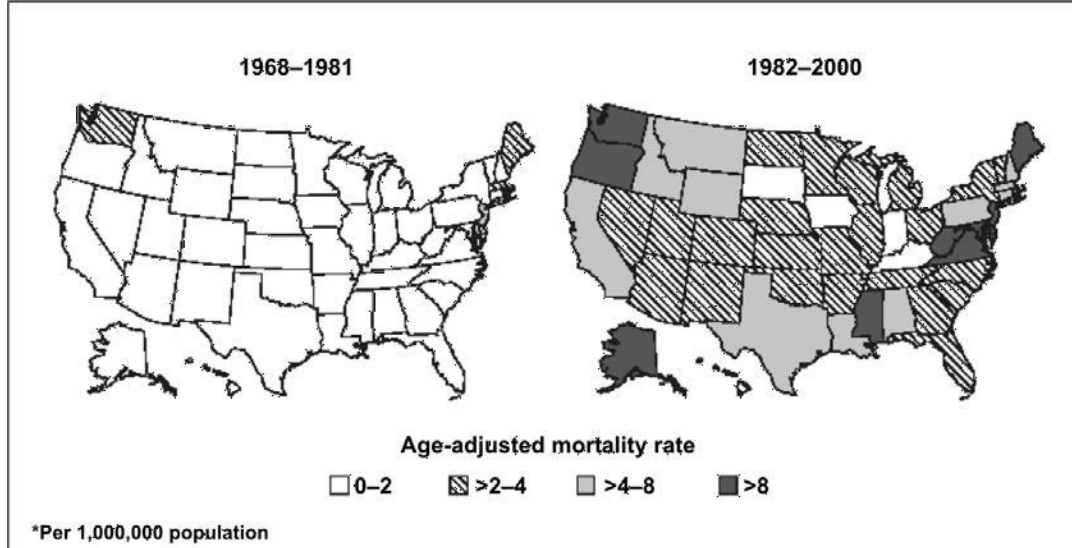 1968–1981 1982–2000
Age-adjusted mortality rate
0–2 >2–4 >4–8 >8
*Per 1,000,000 population